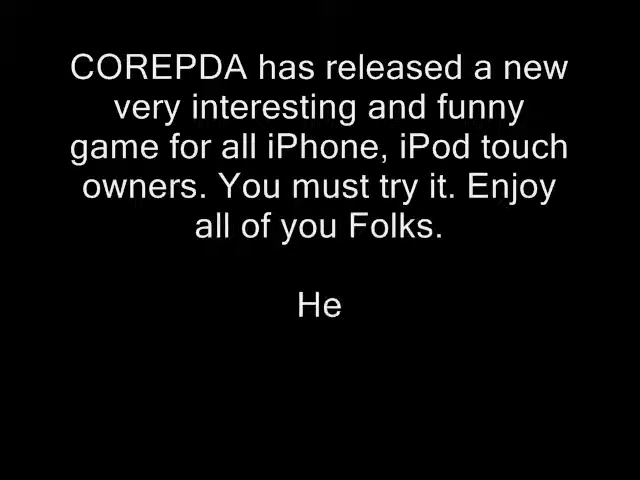 COREPDA has released a new
very interesting and funny
game for all iPhone, iPod touch
owners. You must try it. Enjoy
all of you Folks.
He